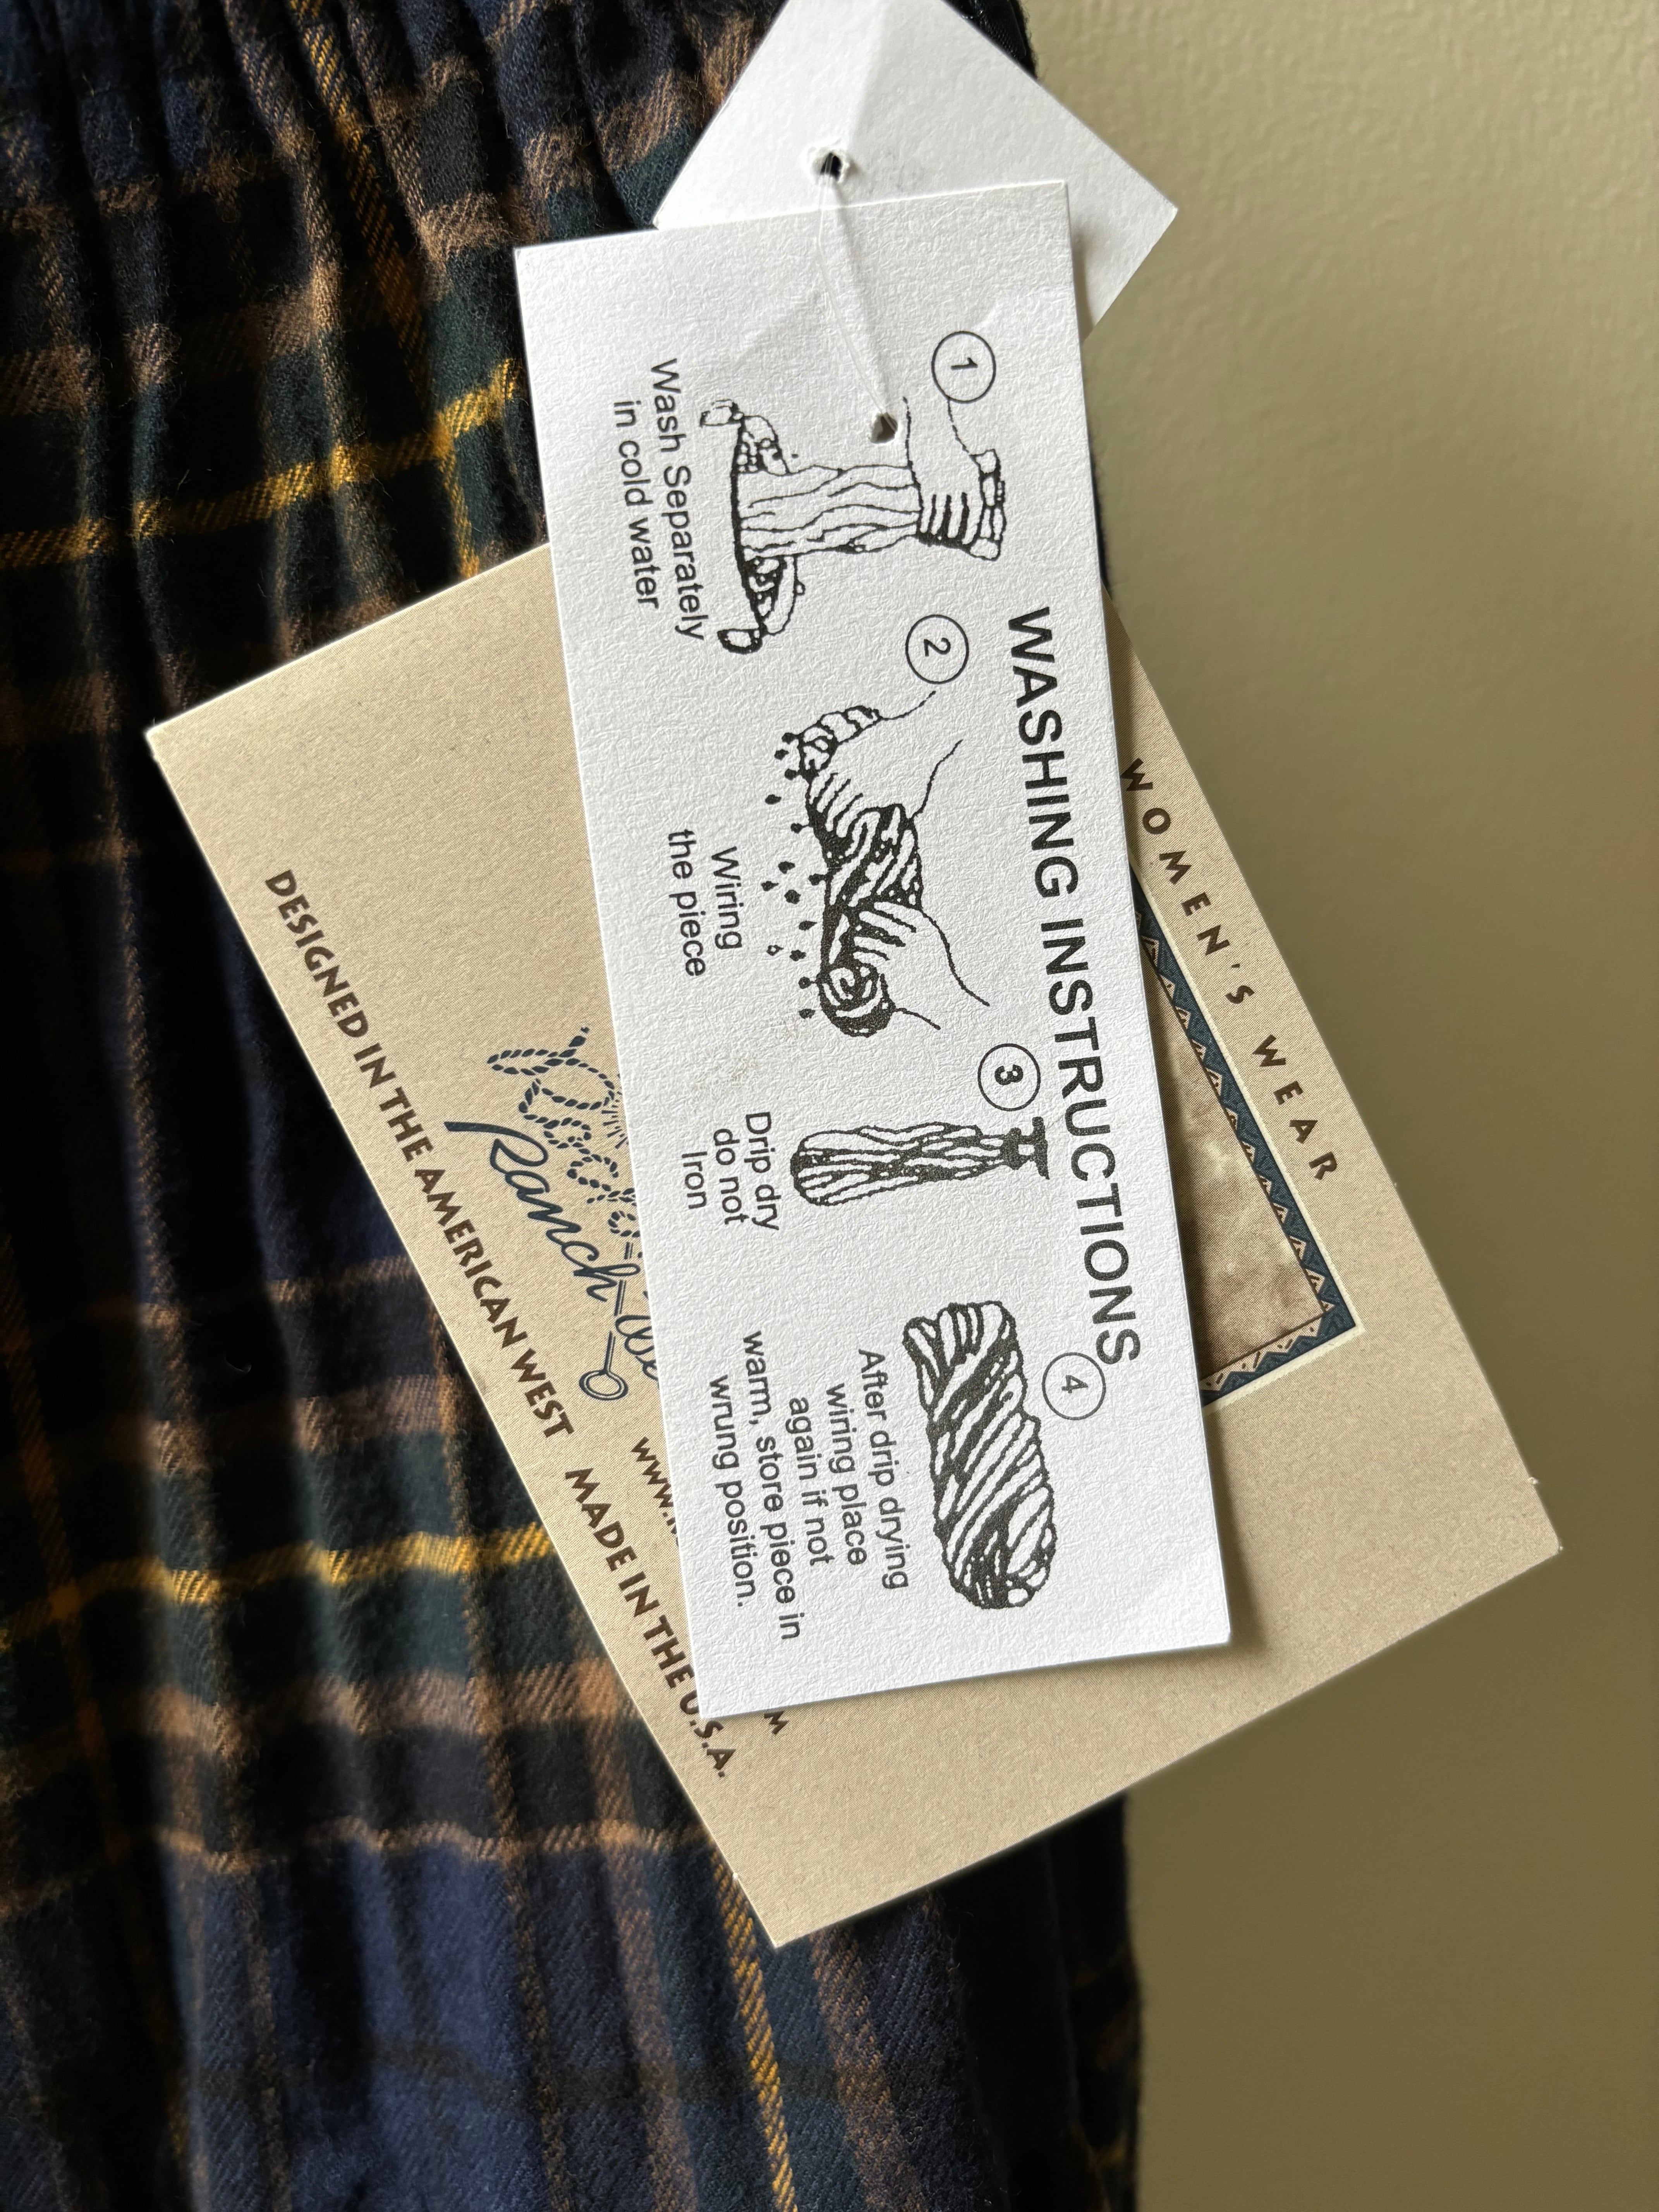 WASHING INSTRUCTIONS
1
Wash Separately
in cold water
2
Wiring
the piece
3
Drip dry
do not
Iron
4
After drip drying
wiring place
again if not
warm, store piece in
wrung position.
WOMEN'S WEAR
Ranch
DESIGNED IN THE AMERICAN WEST MADE IN THE U.S.A.